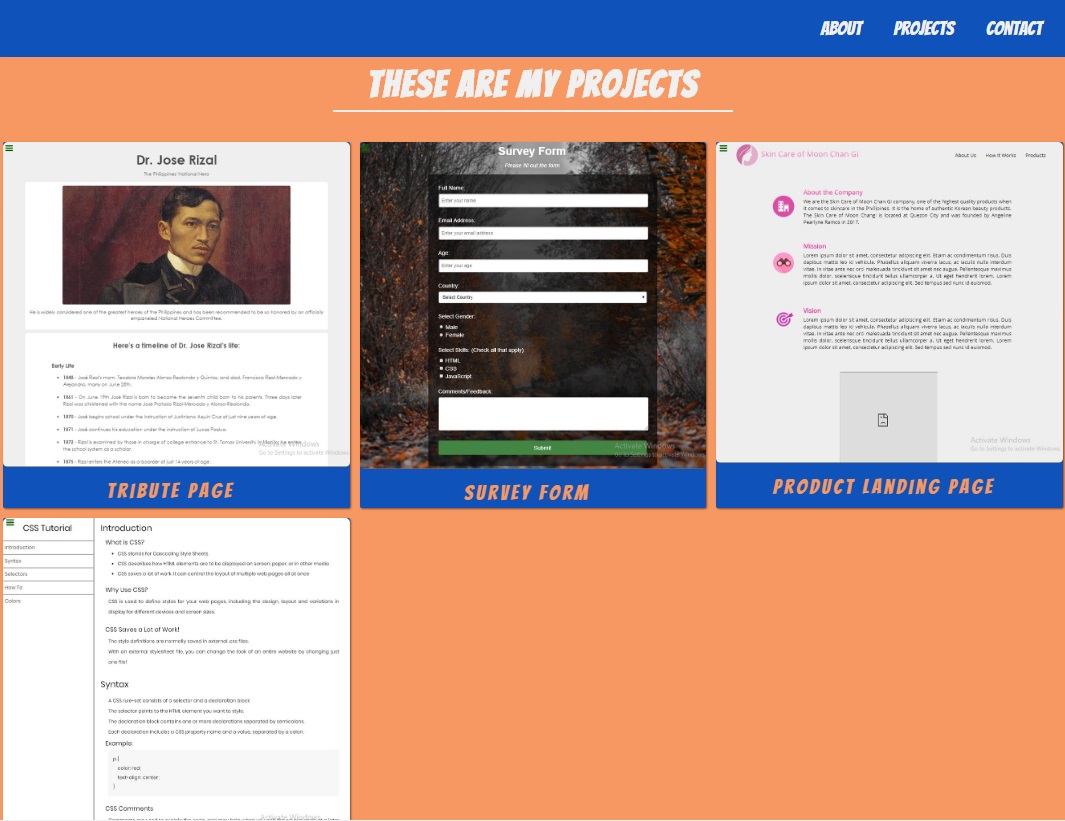 ABOUT PROJECTS CONTACT
THESE ARE MY PROJECTS
Dr. Jose Rizal
The Philippines National Hero
He is widely considered one of the greatest heroes of the Philippines and has been recommended to be so honored by an officially
empaneled National Heroes Committee.
Here's a timeline of Dr. Jose Rizal's life:
Early Life
1848 - José Rizal's mom, Teodora Morales Alonso-Realonda y Quintos, and dad, Francisco Rizal-Mercado y
Alejandro, marry on June 28th.
1861 - On June 19th José Rizal is born to become the seventh child born to his parents. Three days later
Rizal was christened with the name José Protasio Rizal-Mercado y Alonso-Realonda.
1870 - José begins school under the instruction of Justiniano Aquin Cruz at just nine years of age.
1871 - José continues his education under the instruction of Lucas Padua.
1872 - Rizal is examined by those in charge of college entrance to St. Tomas University in Manila, he enters
the school system as a scholar.
1875 - Rizal enters the Ateneo as a boarder at just 14 years of age.
Activate Windows
Go to Settings to activate Windows
TRIBUTE PAGE
Survey Form
Please fill out the form
Full Name:
Enter your name
Email Address:
Enter your email address
Age
Enter your age
Country
Select Country
Select Gender:
Male
Female
Select Skills: (Check all that apply)
HTML
CSS
JavaScript
Comments/Feedback:
Submit
Activate Windows
Go to Settings to activate Windows
SURVEY FORM
Skin Care of Moon Chan Gi
About Us How It Works Products
About the Company
We are the Skin Care of Moon Chan Gi company, one of the highest quality products when
it comes to skincare in the Philippines. It is the home of authentic Korean beauty products.
The Skin Care of Moon Changi is located at Quezon City and was founded by Angeline
Pearlyne Ramos in 2017.
Mission
Lorem ipsum dolor sit amet, consectetur adipiscing elit. Etiam ac condimentum risus. Duis
dapibus mattis leo id vehicula. Phasellus aliquam viverra lacus, ac iaculis nulla interdum
vitae. In vitae ante nec orci malesuada tincidunt sit amet nec augue. Pellentesque maximus
mollis dolor, scelerisque tincidunt tellus ullamcorper a. Ut lobortis lobortis leo. Lorem ipsum
dolor sit amet, consectetur adipiscing elit. Sed tempus sed nunc id euismod.
Vision
Lorem ipsum dolor sit amet, consectetur adipiscing elit. Etiam ac condimentum risus. Duis
dapibus mattis leo id vehicula. Phasellus aliquam viverra lacus, ac iaculis nulla interdum
vitae. In vitae ante nec orci malesuada tincidunt sit amet nec augue. Pellentesque maximus
mollis dolor, scelerisque tincidunt tellus ullamcorper a. Ut lobortis lobortis leo. Lorem ipsum
dolor sit amet, consectetur adipiscing elit. Sed tempus sed nunc id euismod.
Activate Windows
Go to Settings to activate Windows
PRODUCT LANDING PAGE
CSS Tutorial
Introduction
Syntax
Selectors
How To
Colors
Introduction
What is CSS?
CSS stands for Cascading Style Sheets
CSS describes how HTML elements are to be displayed on screen, paper, or in other media
CSS saves a lot of work. It can control the layout of multiple web pages all at once
Why Use CSS?
CSS is used to define styles for your web pages, including the design, layout and variations in
display for different devices and screen sizes.
CSS Saves a Lot of Work!
The style definitions are normally saved in external .css files.
With an external stylesheet file, you can change the look of an entire website by changing just
one file!
Syntax
A CSS rule-set consists of a selector and a declaration block
The selector points to the HTML element you want to style.
The declaration block contains one or more declarations separated by semicolons.
Each declaration includes a CSS property name and a value, separated by a colon.
Example:
p {
color: red;
text-align: center;
}
CSS Comments
Activate Windows